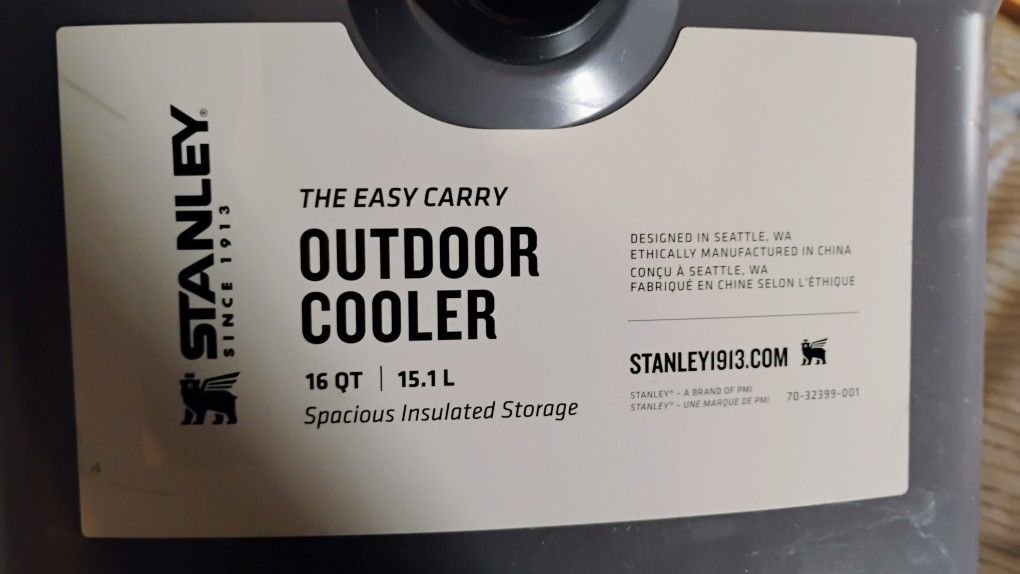 STANLEY®
SINCE 1913
THE EASY CARRY
OUTDOOR
COOLER
16 QT | 15.1 L
Spacious Insulated Storage
DESIGNED IN SEATTLE, WA
ETHICALLY MANUFACTURED IN CHINA
CONÇU À SEATTLE, WA
FABRIQUÉ EN CHINE SELON L'ÉTHIQUE
STANLEY1913.COM
STANLEY® - A BRAND OF PMI
STANLEY® - UNE MARQUE DE PMI
70-32399-001